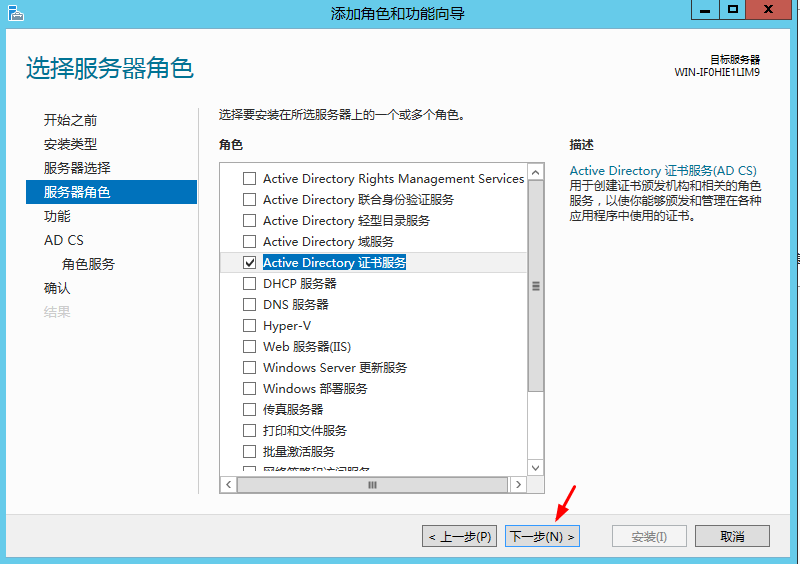 添加角色和功能向导
选择服务器角色
目标服务器
WIN-IF0HIE1LIM9
开始之前
安装类型
服务器选择
服务器角色
功能
AD CS
角色服务
确认
结果
选择要安装在所选服务器上的一个或多个角色。
角色
Active Directory Rights Management Services
Active Directory 联合身份验证服务
Active Directory 轻型目录服务
Active Directory 域服务
Active Directory 证书服务
DHCP 服务器
DNS 服务器
Hyper-V
Web 服务器(IIS)
Windows Server 更新服务
Windows 部署服务
传真服务器
打印和文件服务
批量激活服务
网络策略和访问服务
描述
Active Directory 证书服务(AD CS)
用于创建证书颁发机构和相关的角色
服务，以使你能够颁发和管理在各种
应用程序中使用的证书。
< 上一步(P)
下一步(N) >
安装(I)
取消